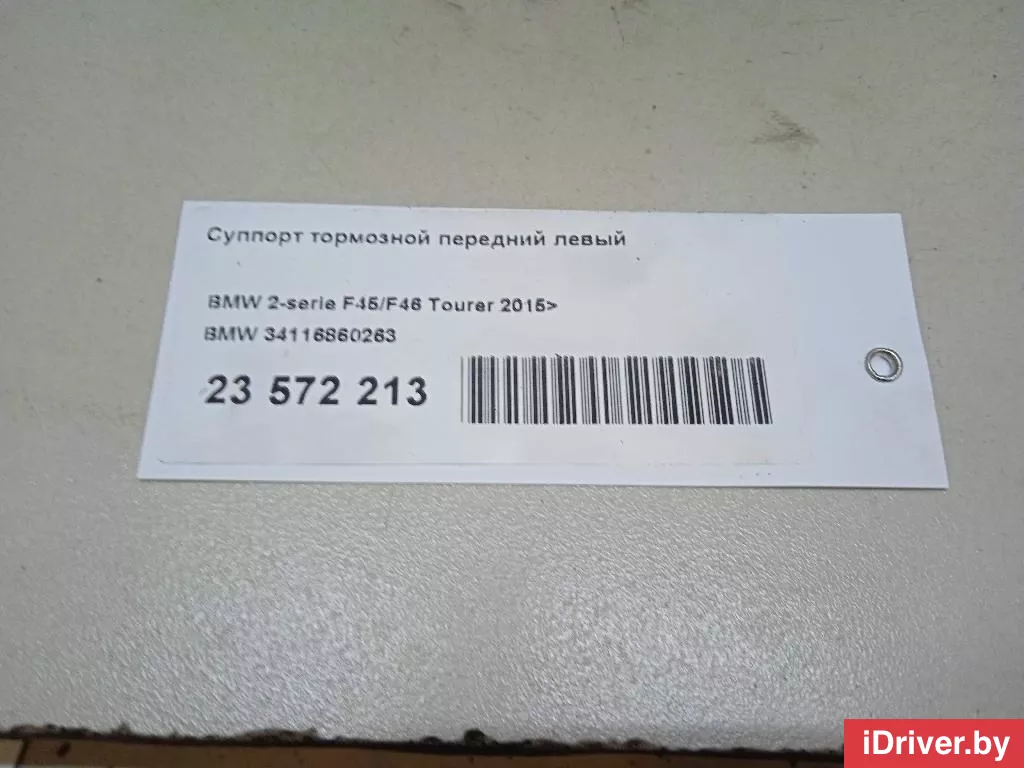 Суппорт тормозной передний левый
BMW 2-serie F45/F46 Tourer 2015>
BMW 34116860263
23 572 213
iDriver.by